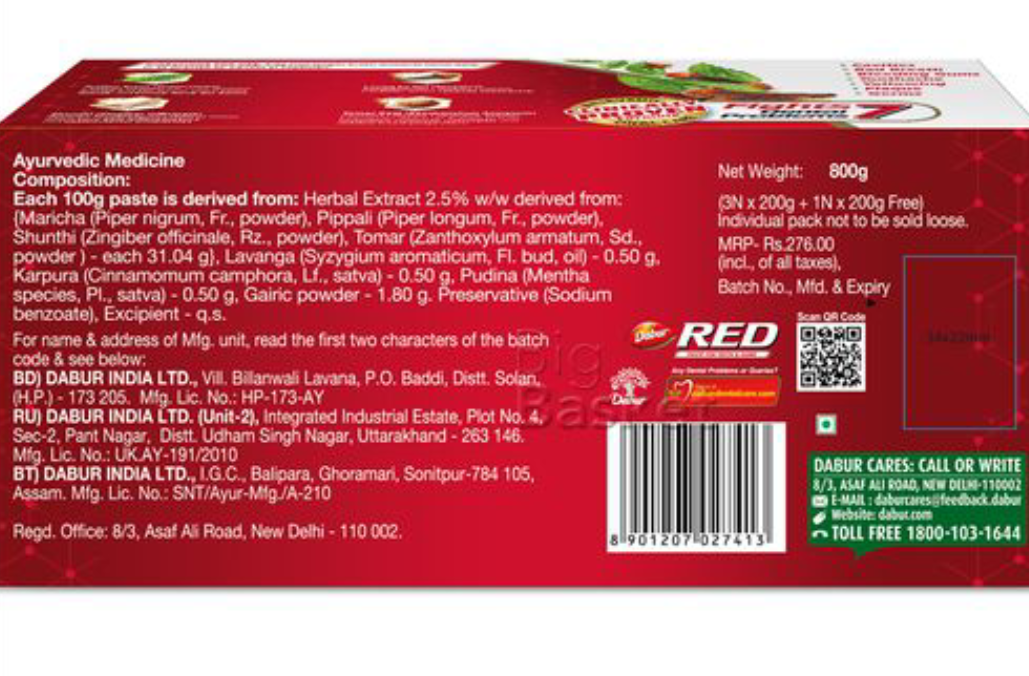 Fights 7
Ayurvedic Medicine
Composition:
Each 100g paste is derived from: Herbal Extract 2.5% w/w derived from:
{Maricha (Piper nigrum, Fr., powder), Pippali (Piper longum, Fr., powder),
Shunthi (Zingiber officinale, Rz., powder), Tomar (Zanthoxylum armatum, Sd.,
powder ) - each 31.04 g}, Lavanga (Syzygium aromaticum, Fl. bud, oil) - 0.50 g,
Karpura (Cinnamomum camphora, Lf., satva) - 0.50 g, Pudina (Mentha
species, Pl., satva) - 0.50 g, Gairic powder - 1.80 g. Preservative (Sodium
benzoate), Excipient - q.s.
For name & address of Mfg. unit, read the first two characters of the batch
code & see below:
BD) DABUR INDIA LTD., Vill. Billanwali Lavana, P.O. Baddi, Distt. Solan,
(H.P.) - 173 205. Mfg. Lic. No.: HP-173-AY
RU) DABUR INDIA LTD. (Unit-2), Integrated Industrial Estate, Plot No. 4,
Sec-2, Pant Nagar, Distt. Udham Singh Nagar, Uttarakhand - 263 146.
Mfg. Lic. No.: UK.AY-191/2010
BT) DABUR INDIA LTD., I.G.C., Balipara, Ghoramari, Sonitpur-784 105,
Assam. Mfg. Lic. No.: SNT/Ayur-Mfg./A-210
Regd. Office: 8/3, Asaf Ali Road, New Delhi - 110 002.
Net Weight: 800g
(3N x 200g + 1N x 200g Free)
Individual pack not to be sold loose.
MRP- Rs.276.00
(incl., of all taxes),
Batch No., Mfd. & Expiry
Scan QR Code
Dabur RED
Any Dental Problems or Queries?
Dabur
daburdentalcare.com
Big
Basket
8 901207 027413
DABUR CARES: CALL OR WRITE
8/3, ASAF ALI ROAD, NEW DELHI-110002
E-MAIL : daburcares@feedback.dabur
Website: dabur.com
TOLL FREE 1800-103-1644